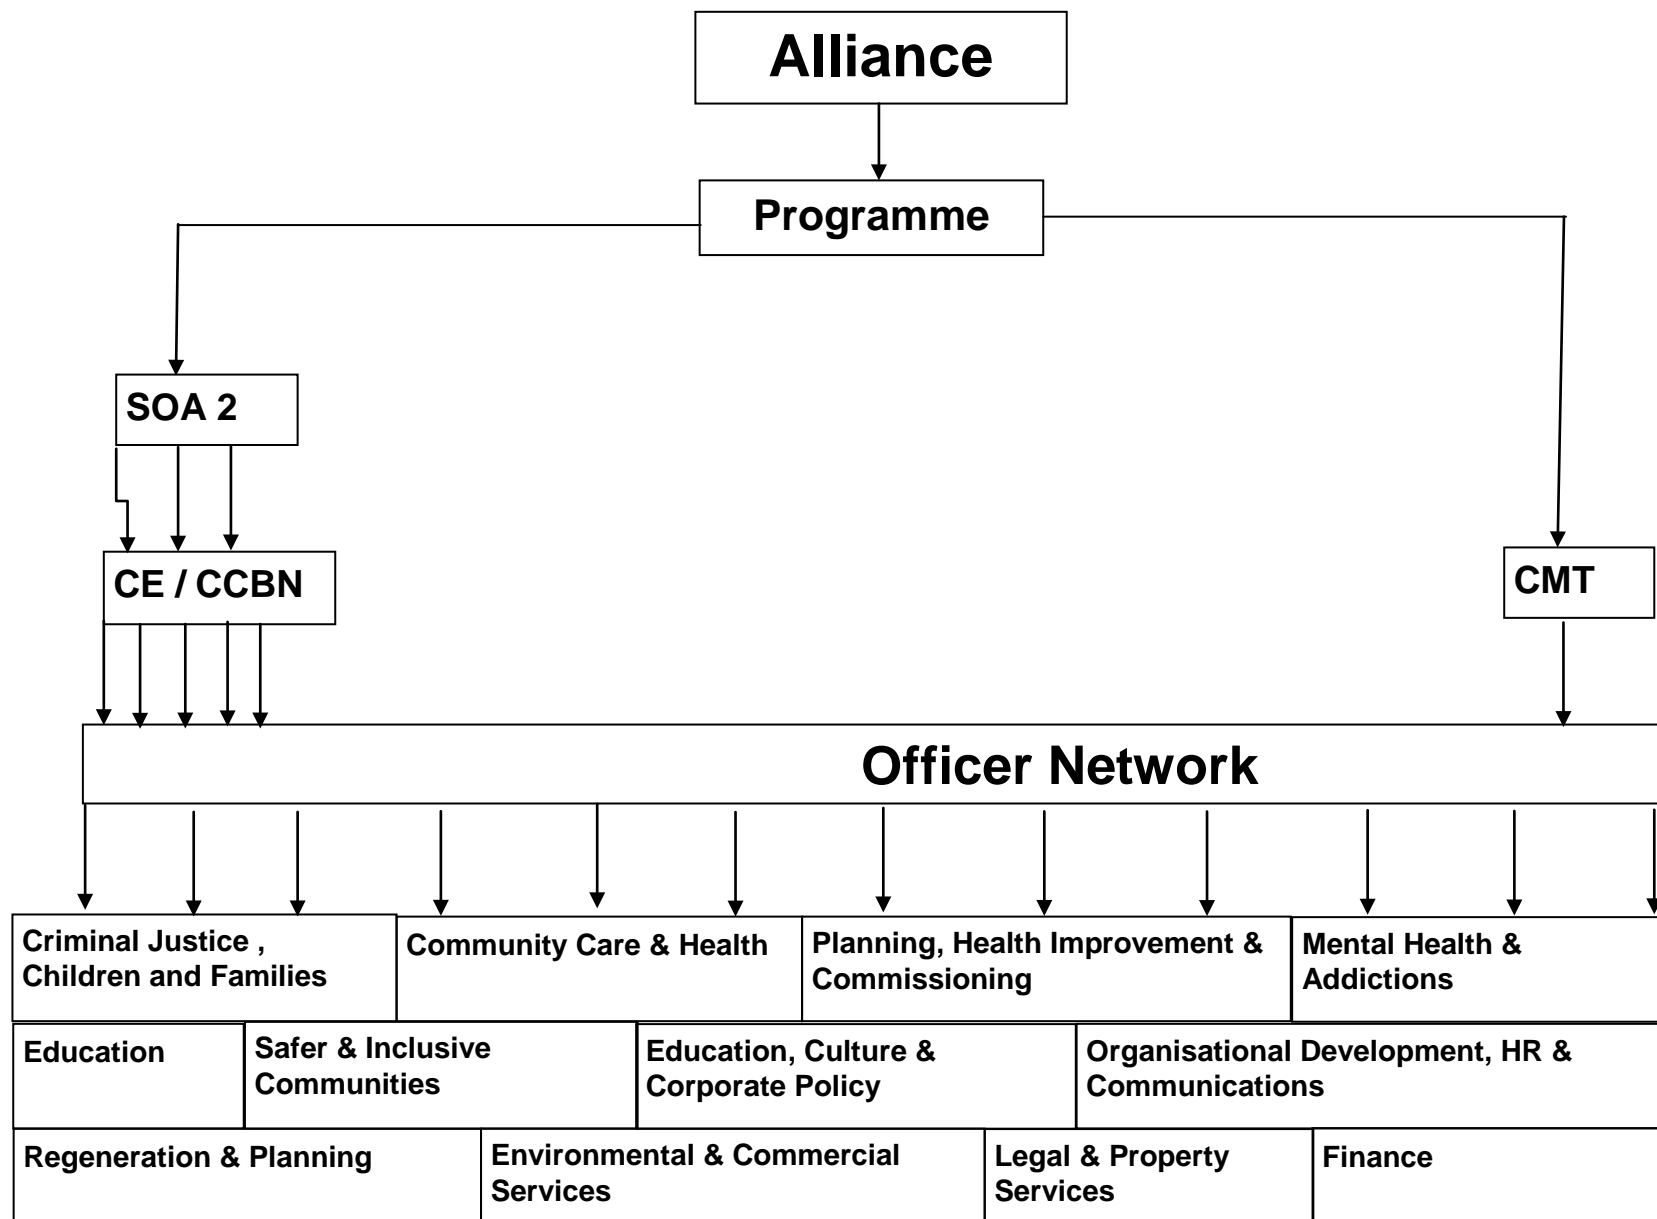 Alliance
Programme
SOA 2
CE / CCBN
CMT
Officer Network
Criminal Justice ,
Children and Families
Community Care & Health
Planning, Health Improvement &
Commissioning
Mental Health &
Addictions
Education
Safer & Inclusive
Communities
Education, Culture &
Corporate Policy
Organisational Development, HR &
Communications
Regeneration & Planning
Environmental & Commercial
Services
Legal & Property
Services
Finance